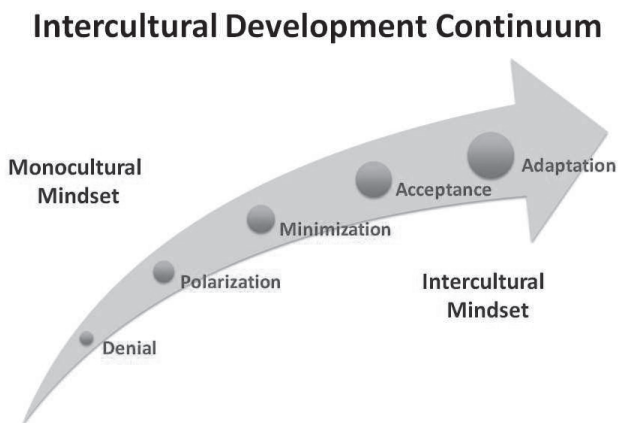 Intercultural Development Continuum
Monocultural
Mindset
Adaptation
Acceptance
Minimization
Polarization
Intercultural
Mindset
Denial